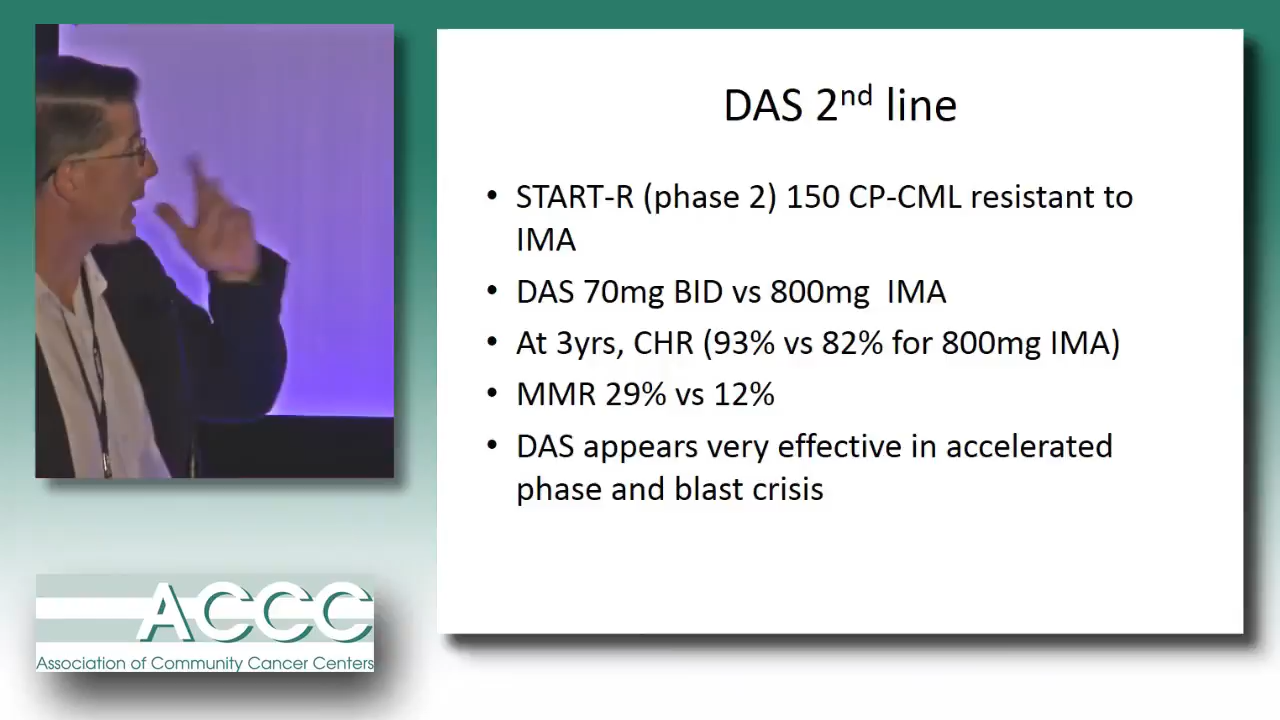 DAS 2nd line
• START-R (phase 2) 150 CP-CML resistant to
IMA
• DAS 70mg BID vs 800mg  IMA
• At 3yrs, CHR (93% vs 82% for 800mg IMA)
• MMR 29% vs 12%
• DAS appears very effective in accelerated
phase and blast crisis
ACCC
Association of Community Cancer Centers